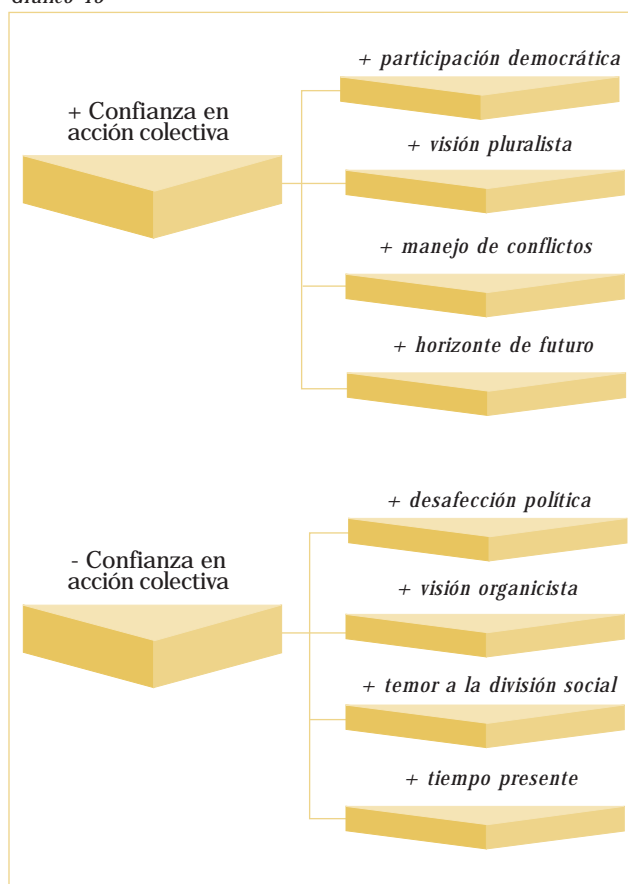 + participación democrática
+ Confianza en
acción colectiva
+ visión pluralista
+ manejo de conflictos
+ horizonte de futuro
+ desafección política
- Confianza en
acción colectiva
+ visión organicista
+ temor a la división social
+ tiempo presente